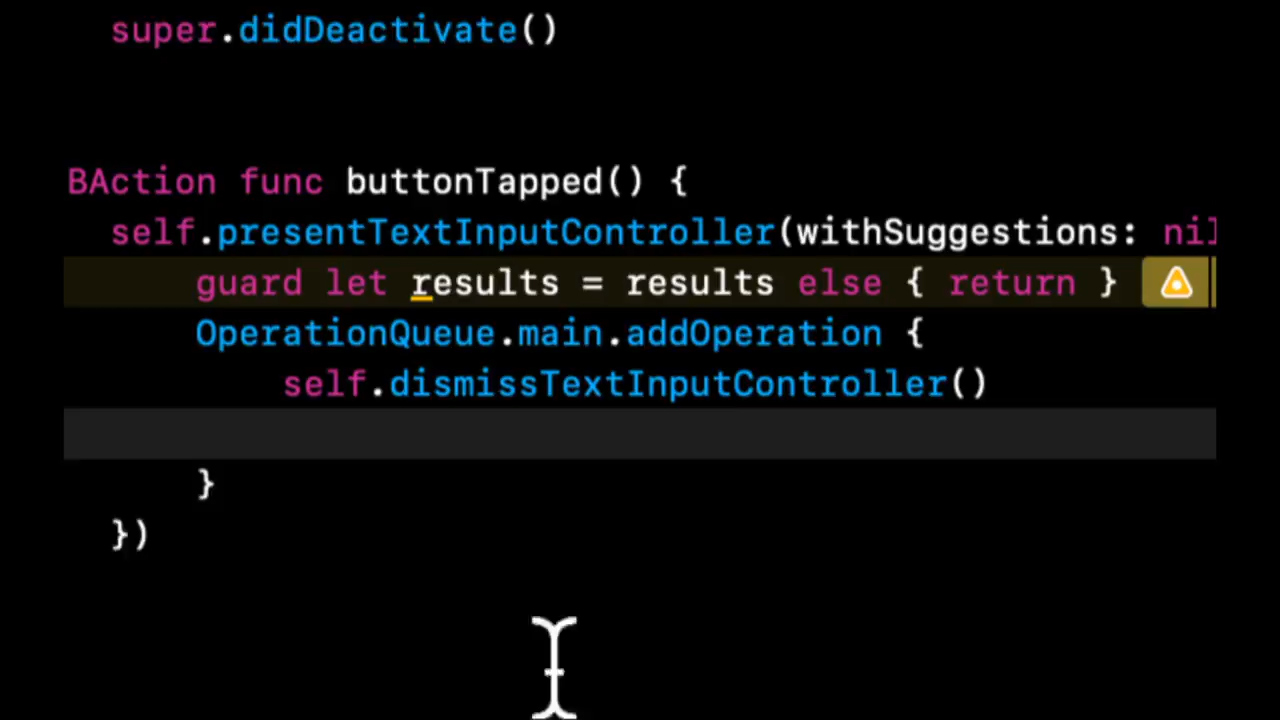 super.didDeactivate()
BAction func buttonTapped() {
self.presentTextInputController(withSuggestions: nil
guard let results = results else { return }
OperationQueue.main.addOperation {
self.dismissTextInputController()
}
})